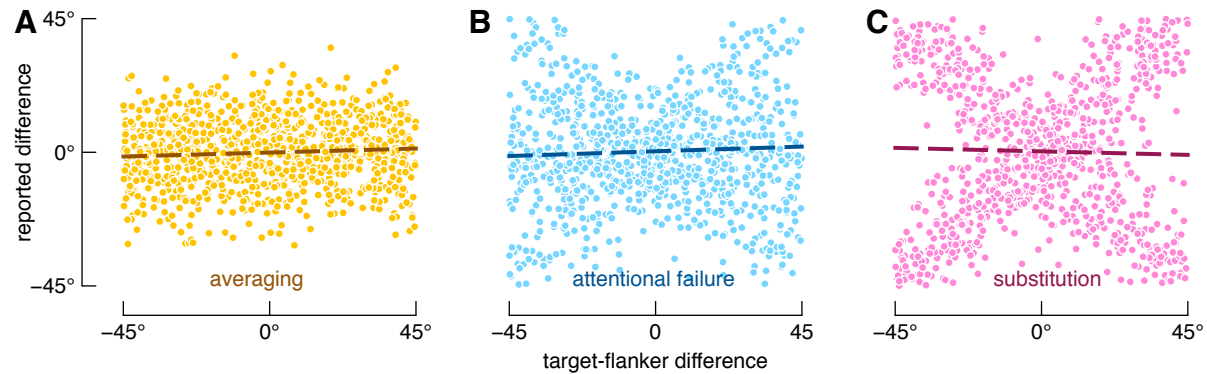 A
B
C
45°
0°
−45°
reported difference
averaging
attentional failure
substitution
−45°
0°
45°
−45
0
45
−45°
0°
45°
target-flanker difference